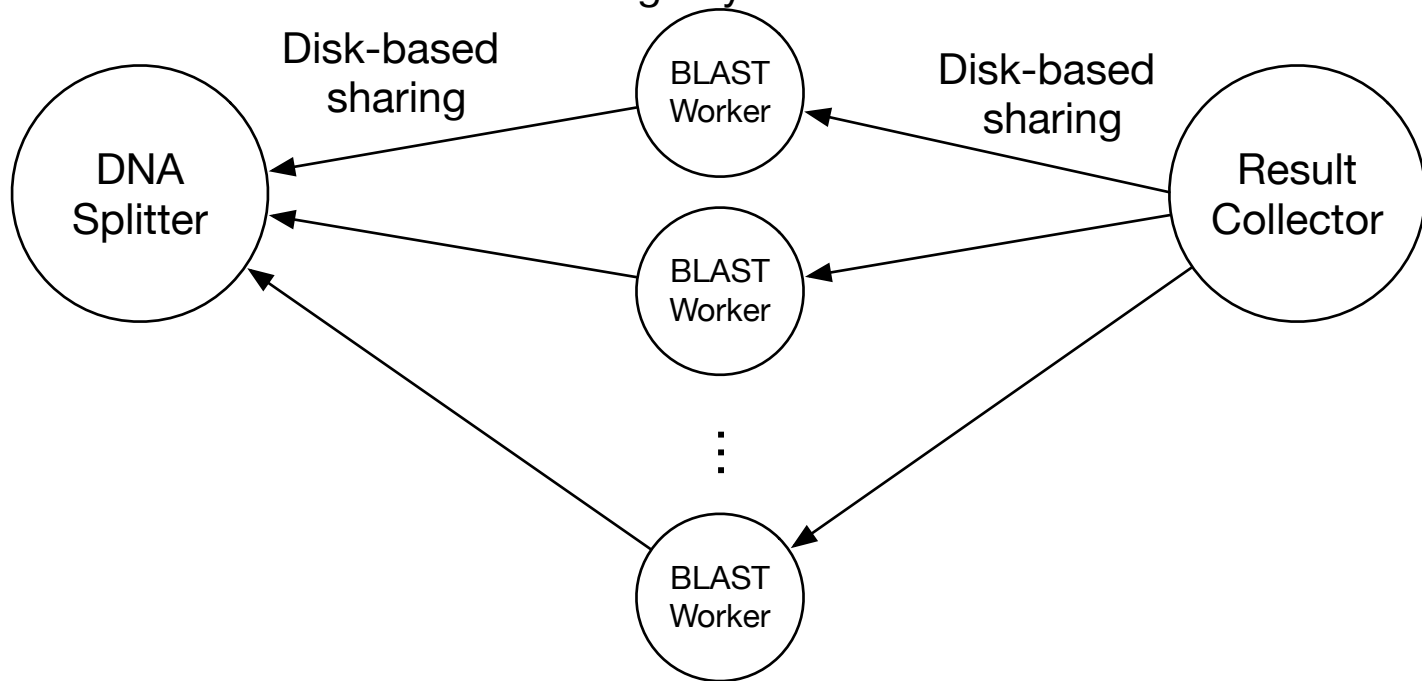 Disk-based
sharing
DNA
Splitter
BLAST
Worker
BLAST
Worker
BLAST
Worker
Disk-based
sharing
Result
Collector
⋮